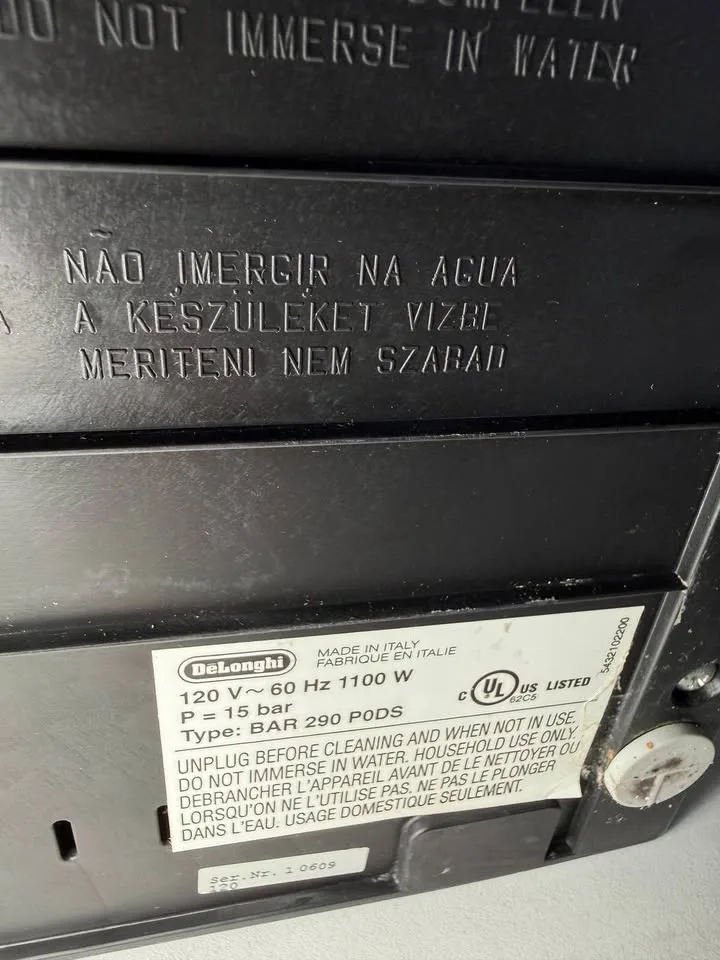 DO NOT IMMERSE IN WATER
NÃO IMERGIR NA AGUA
A KÉSZÜLÉKET VIZBE
MERITENI NEM SZABAD
DeLonghi
MADE IN ITALY
FABRIQUE EN ITALIE
120 V~ 60 Hz 1100 W
P = 15 bar
Type: BAR 290 P0DS
C UL US LISTED
62C5
5432102200
UNPLUG BEFORE CLEANING AND WHEN NOT IN USE.
DO NOT IMMERSE IN WATER. HOUSEHOLD USE ONLY.
DEBRANCHER L'APPAREIL AVANT DE LE NETTOYER OU
LORSQU'ON NE L'UTILISE PAS. NE PAS LE PLONGER
DANS L'EAU. USAGE DOMESTIQUE SEULEMENT.
Ser.Nr. 1 0609
120